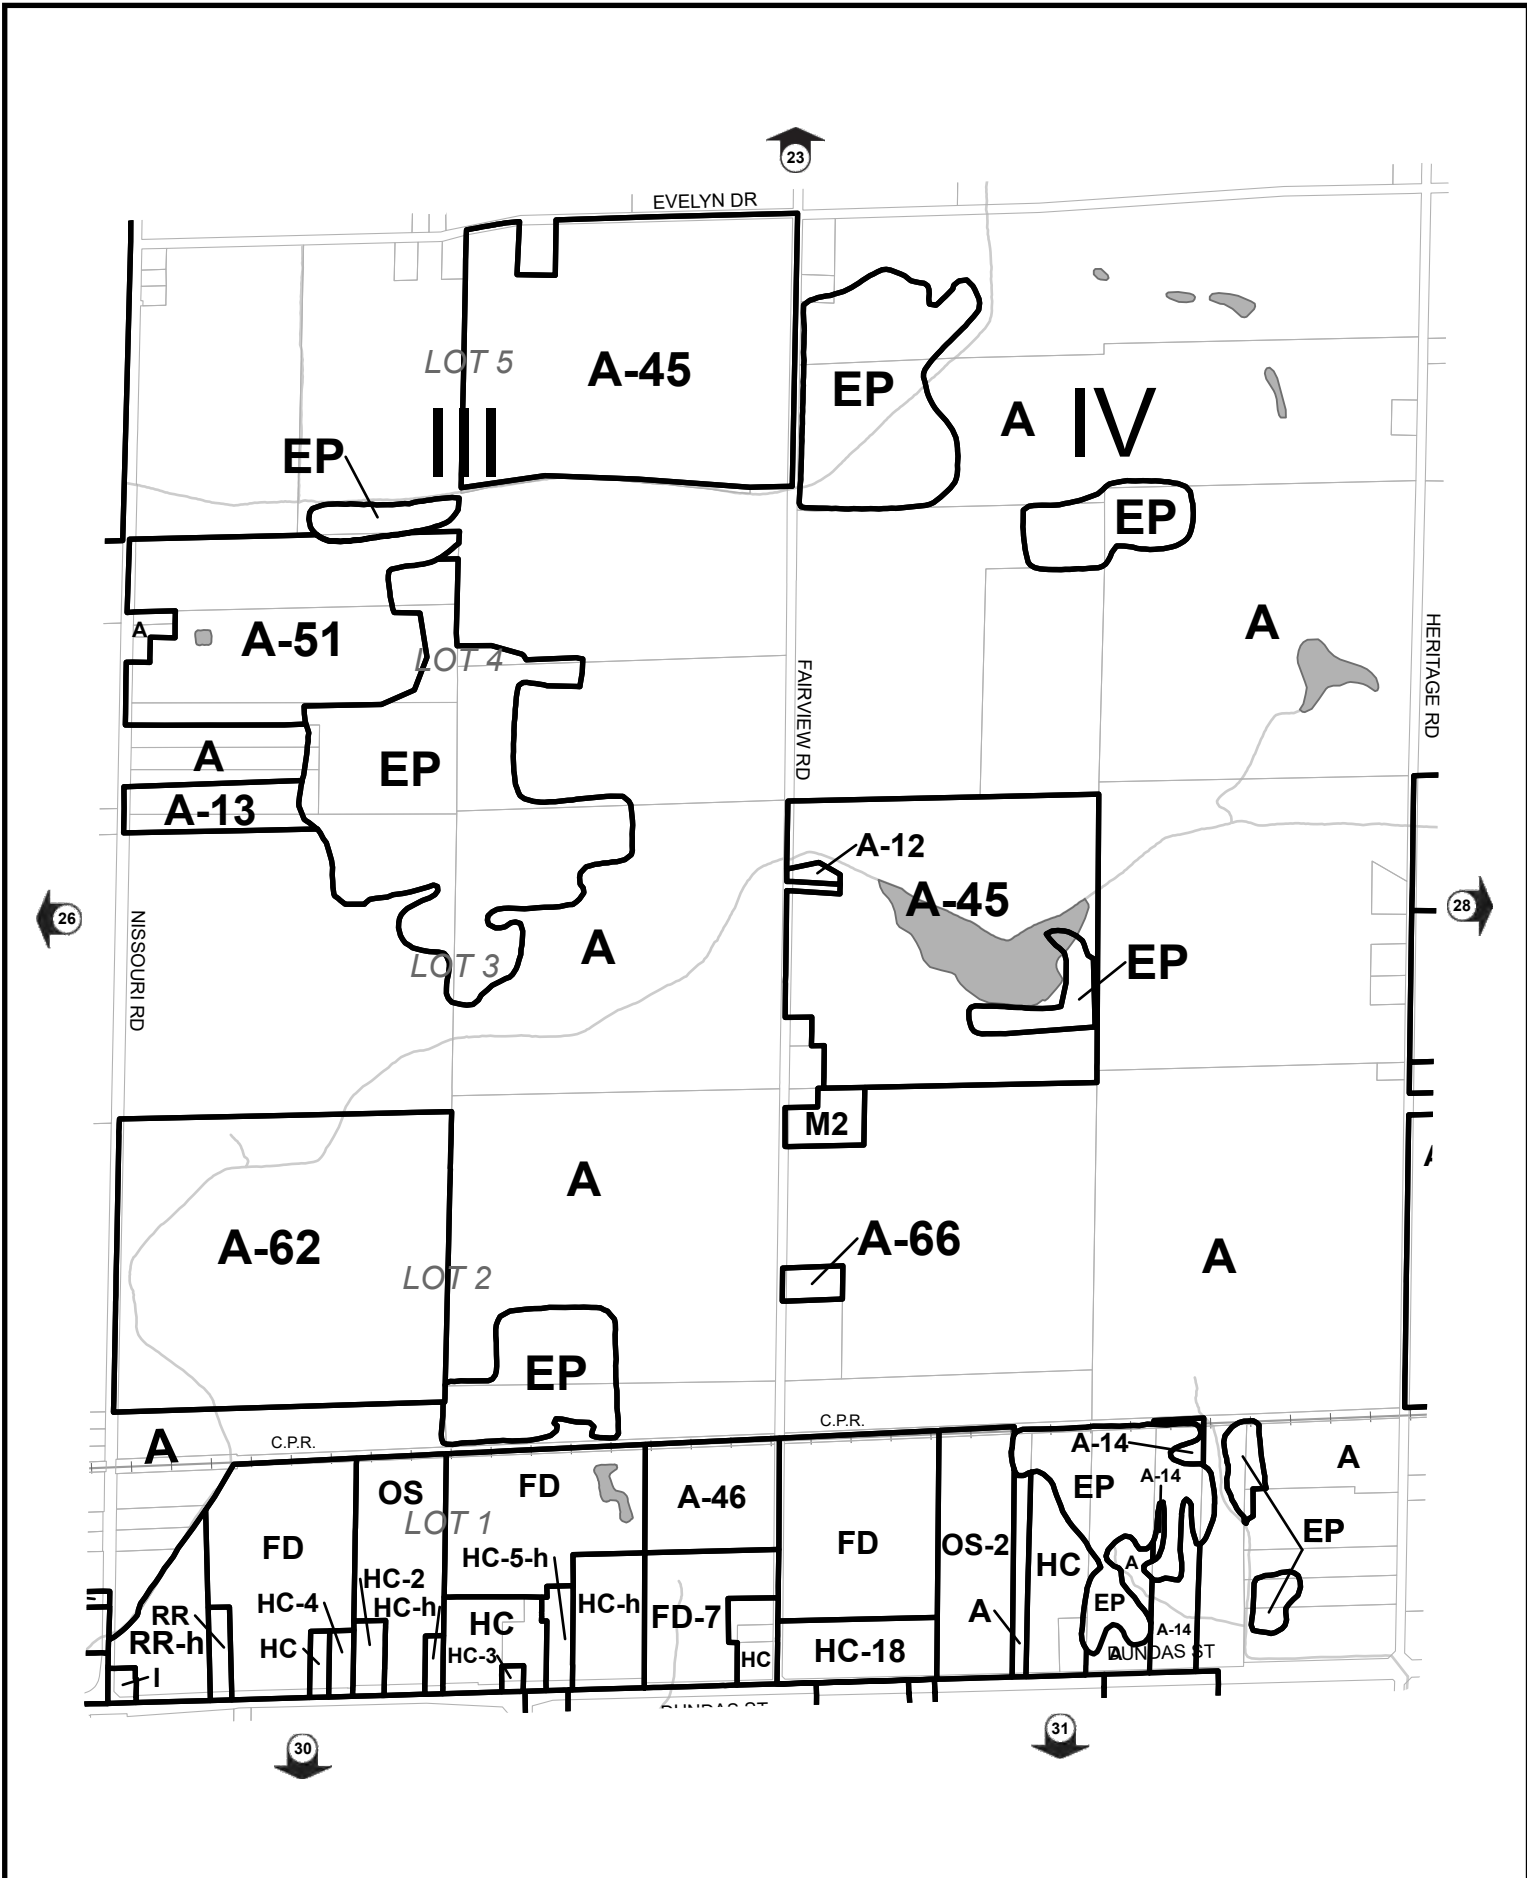 23
EVELYN DR
LOT 5
A-45
EP
A
IV
III
EP
EP
A
A-51
A
LOT 4
HERITAGE RD
FAIRVIEW RD
A
EP
A-13
A-12
A-45
26
28
NISSOURI RD
A
EP
LOT 3
M2
A
A-62
A-66
A
LOT 2
EP
C.P.R.
C.P.R.
A
A-14
A
A-14
EP
OS
FD
A-46
LOT 1
EP
FD
FD
OS-2
HC-5-h
HC
A
HC-2
HC-4
HC-h
HC-h
EP
RR
HC
FD-7
A
RR-h
HC
HC-3
HC
HC-18
A-14
A
DUNDAS ST
I
DUNDAS ST
30
31